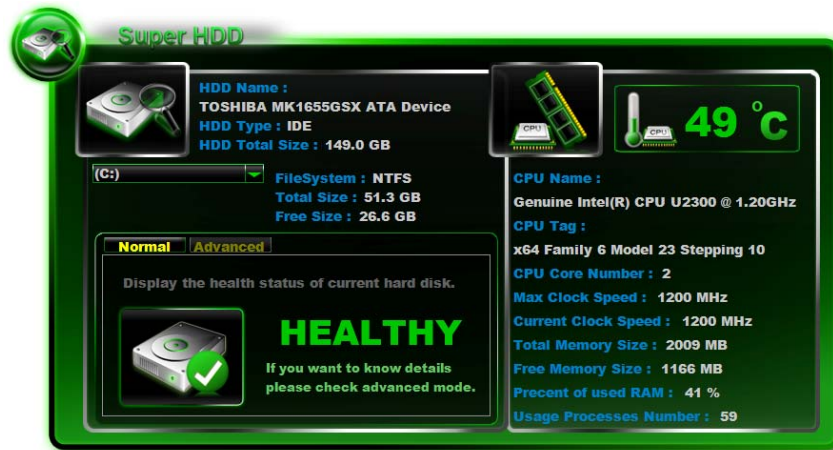 Super HDD
HDD Name :
TOSHIBA MK1655GSX ATA Device
HDD Type : IDE
HDD Total Size : 149.0 GB
(C:)
FileSystem : NTFS
Total Size : 51.3 GB
Free Size : 26.6 GB
Normal Advanced
Display the health status of current hard disk.
HEALTHY
If you want to know details
please check advanced mode.
CPU
CPU
49 °C
CPU Name :
Genuine Intel(R) CPU U2300 @ 1.20GHz
CPU Tag :
x64 Family 6 Model 23 Stepping 10
CPU Core Number : 2
Max Clock Speed : 1200 MHz
Current Clock Speed : 1200 MHz
Total Memory Size : 2009 MB
Free Memory Size : 1166 MB
Precent of used RAM : 41 %
Usage Processes Number : 59